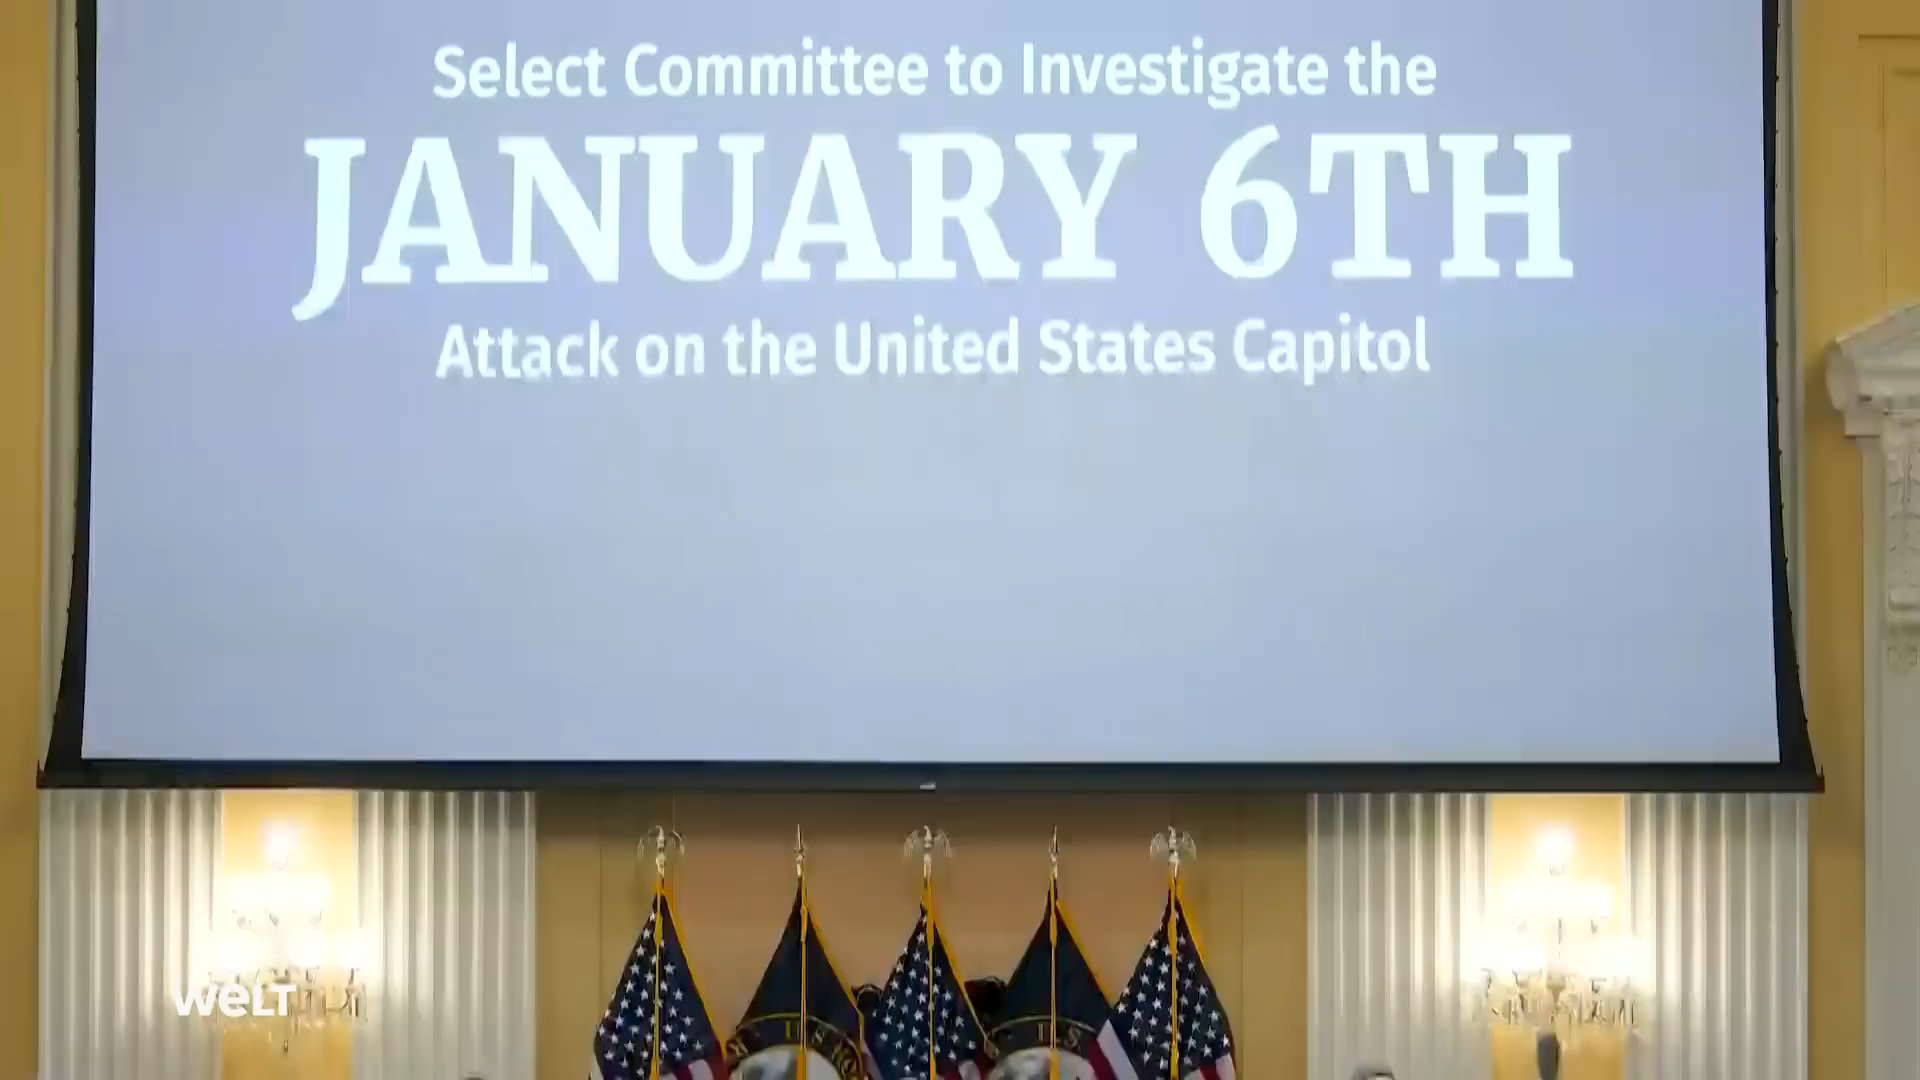 Select Committee to Investigate the
JANUARY 6TH
Attack on the United States Capitol
WELT